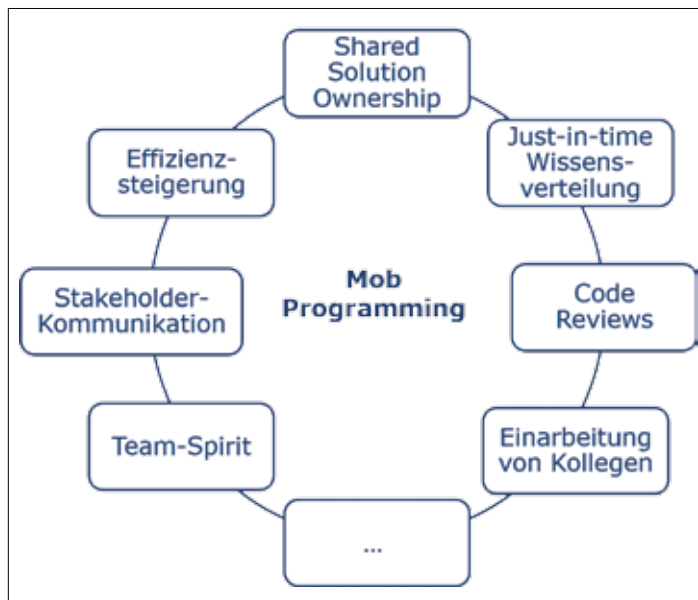 Shared
Solution
Ownership
Just-in-time
Wissens-
verteilung
Code
Reviews
Einarbeitung
von Kollegen
...
Team-Spirit
Stakeholder-
Kommunikation
Effizienz-
steigerung
Mob
Programming